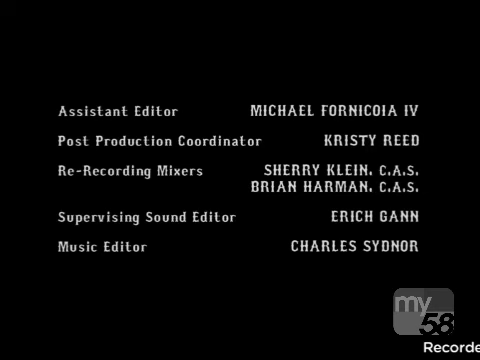 Assistant Editor MICHAEL FORNICOIA IV
Post Production Coordinator KRISTY REED
Re-Recording Mixers SHERRY KLEIN, C.A.S.
BRIAN HARMAN, C.A.S.
Supervising Sound Editor ERICH GANN
Music Editor CHARLES SYDNOR
my
58
Recorde